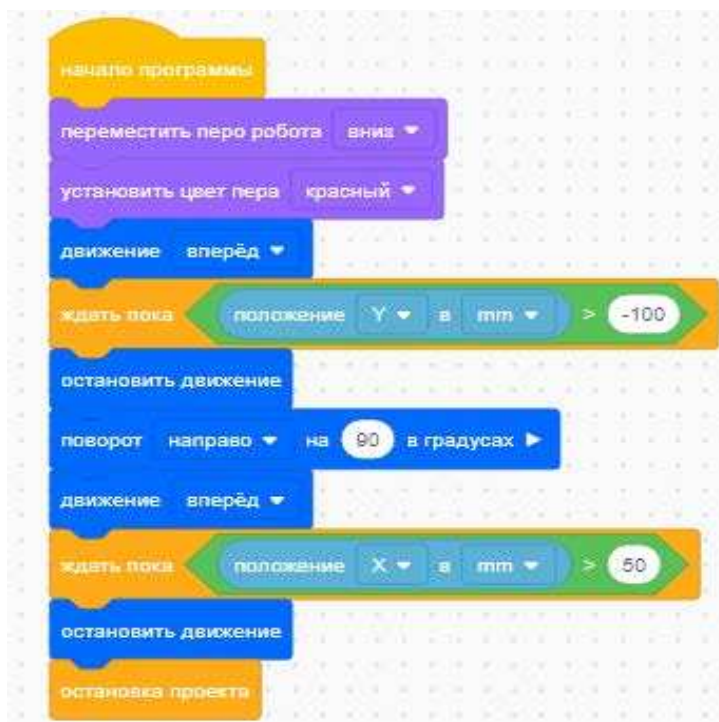 начало программы
переместить перо робота вниз
установить цвет пера красный
движение вперёд
ждать пока положение Y в mm > -100
остановить движение
поворот направо на 90 в градусах
движение вперёд
ждать пока положение X в mm > 50
остановить движение
остановка проекта